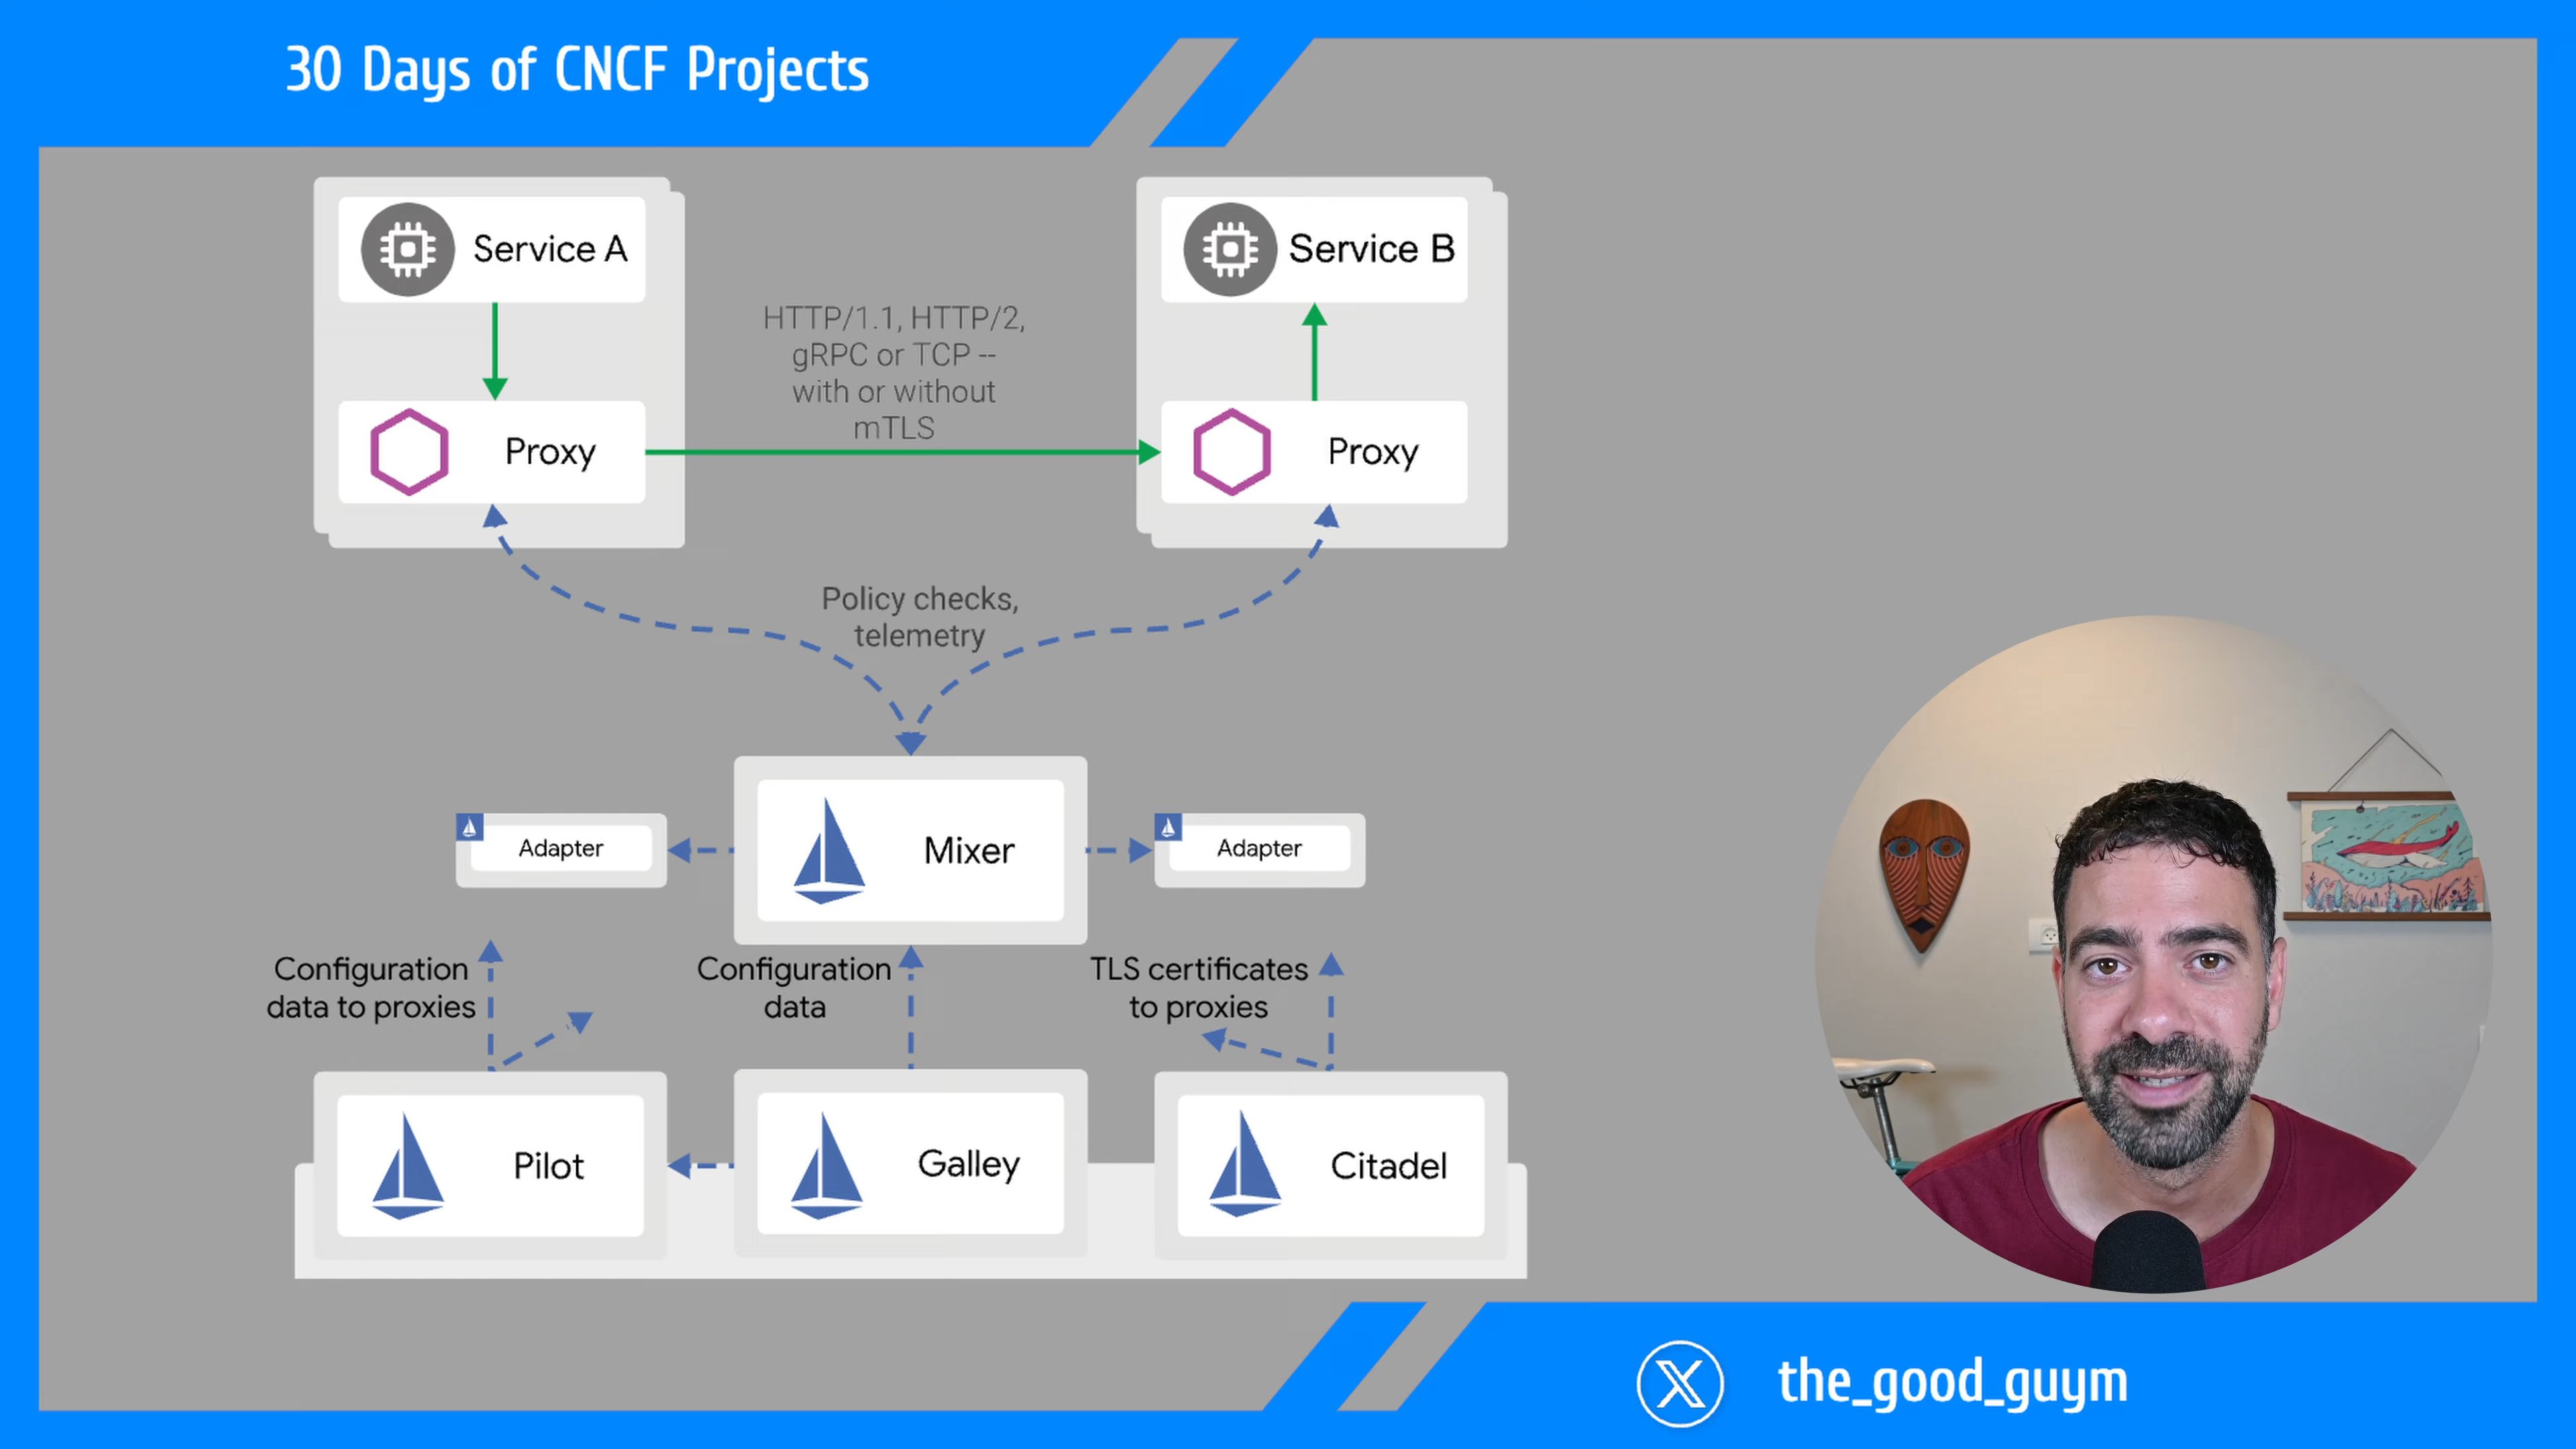 30 Days of CNCF Projects
Service A
Service B
HTTP/1.1, HTTP/2,
gRPC or TCP --
with or without
mTLS
Proxy
Proxy
Policy checks,
telemetry
Mixer
Adapter
Adapter
Configuration
data to proxies
Configuration
data
TLS certificates
to proxies
Pilot
Galley
Citadel
the_good_guym